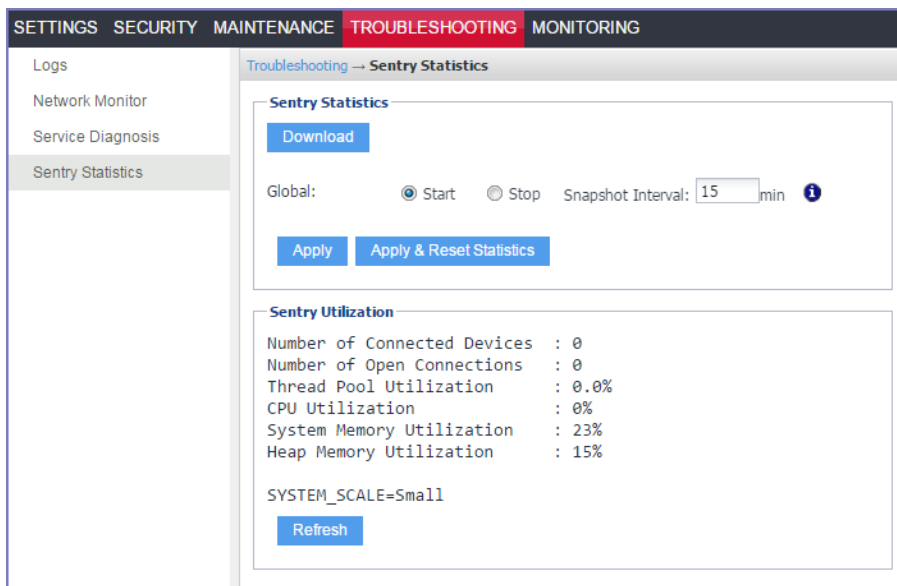 SETTINGS SECURITY MAINTENANCE TROUBLESHOOTING MONITORING
Logs
Network Monitor
Service Diagnosis
Sentry Statistics
Troubleshooting → Sentry Statistics
Sentry Statistics
Download
Global: Start Stop Snapshot Interval: 15 min
Apply Apply & Reset Statistics
Sentry Utilization
Number of Connected Devices : 0
Number of Open Connections : 0
Thread Pool Utilization : 0.0%
CPU Utilization : 0%
System Memory Utilization : 23%
Heap Memory Utilization : 15%
SYSTEM_SCALE=Small
Refresh